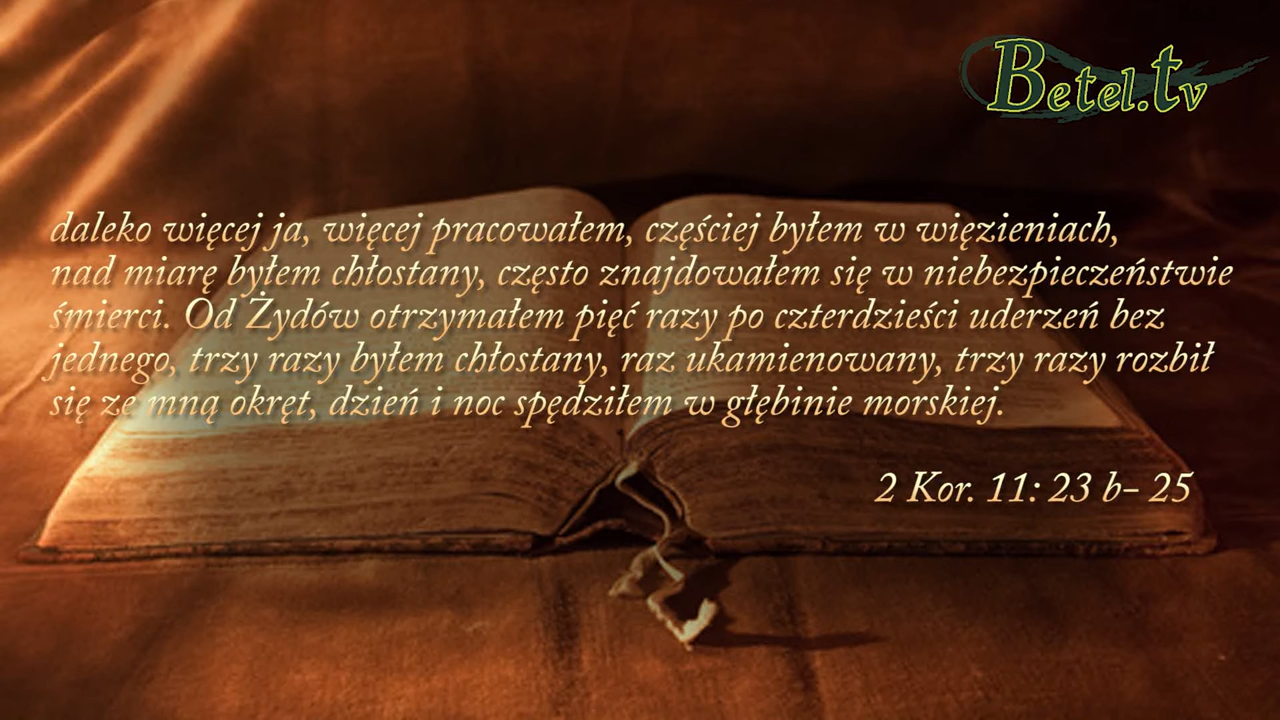 Betel.tv
daleko więcej ja, więcej pracowałem, częściej byłem w więzieniach,
nad miarę byłem chłostany, często znajdowałem się w niebezpieczeństwie
śmierci. Od Żydów otrzymałem pięć razy po czterdzieści uderzeń bez
jednego, trzy razy byłem chłostany, raz ukamienowany, trzy razy rozbił
się ze mną okręt, dzień i noc spędziłem w głębinie morskiej.
2 Kor. 11: 23 b- 25